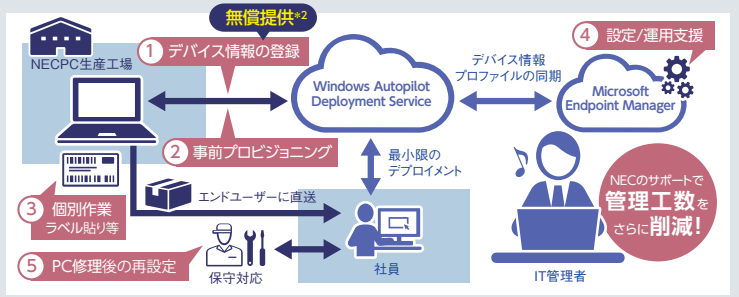 無償提供*2
NECPC生産工場
① デバイス情報の登録
② 事前プロビジョニング
Windows Autopilot
Deployment Service
デバイス情報
プロファイルの同期
④ 設定/運用支援
Microsoft
Endpoint Manager
③ 個別作業
ラベル貼り等
エンドユーザーに直送
最小限の
デプロイメント
社員
⑤ PC修理後の再設定
保守対応
IT管理者
NECのサポートで
管理工数を
さらに削減!